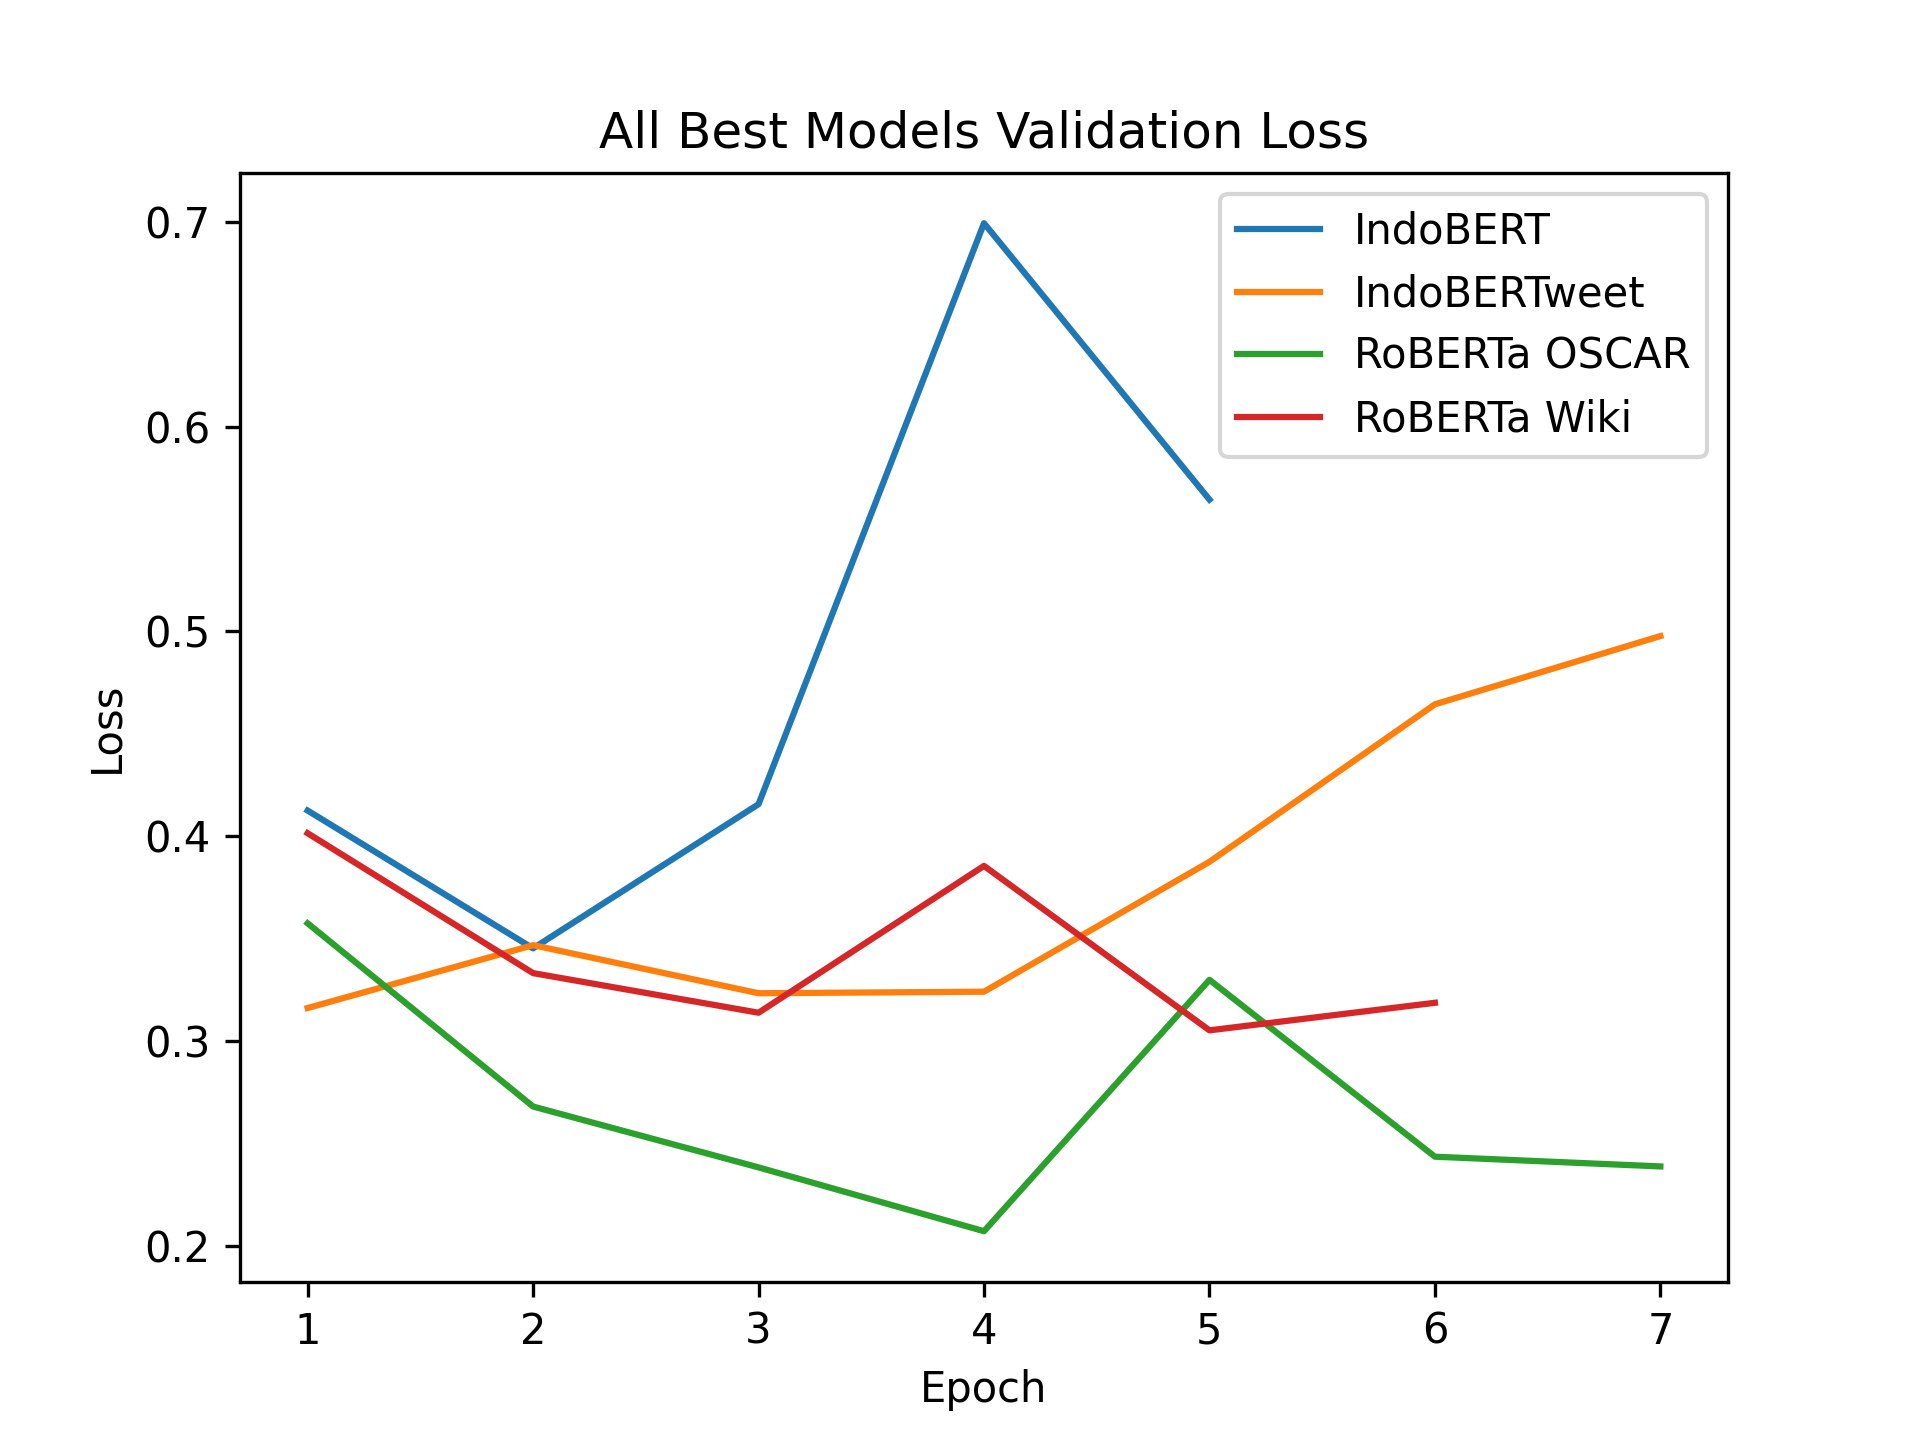 All Best Models Validation Loss
IndoBERT
IndoBERTweet
RoBERTa OSCAR
RoBERTa Wiki
0.7
0.6
0.5
0.4
0.3
0.2
Loss
1 2 3 4 5 6 7
Epoch